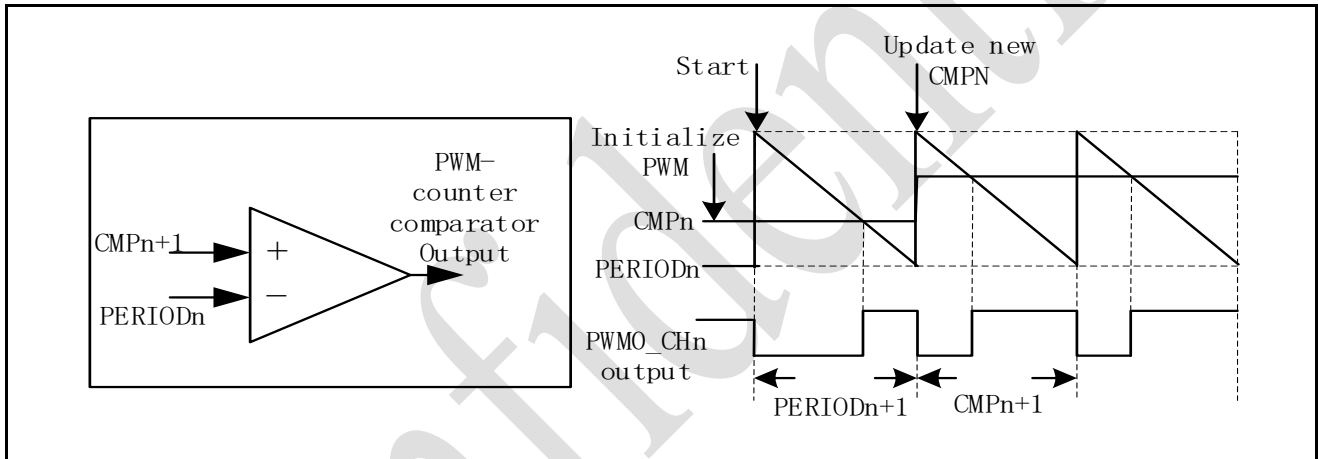 PWM-
counter
comparator
Output
CMPn+1
+
PERIODn
−
Start
Update new
CMPN
Initialize
PWM
CMPn
PERIODn
PWM0_CHn
output
PERIODn+1
CMPn+1